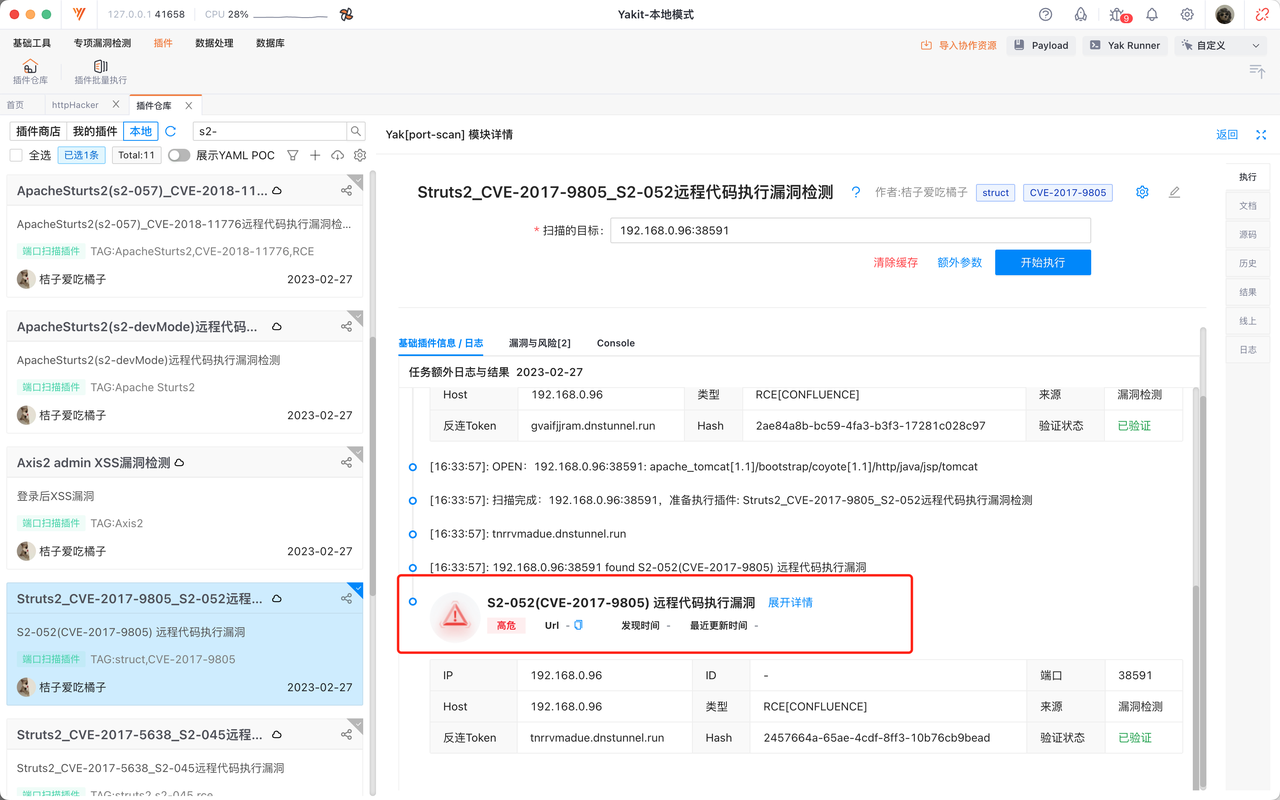 127.0.0.1 41658 CPU 28% Yakit-本地模式 9
基础工具 专项漏洞检测 插件 数据处理 数据库 导入协作资源 Payload Yak Runner 自定义
插件仓库 插件批量执行
首页 httpHacker 插件仓库
插件商店 我的插件 本地 s2-
全选 已选1条 Total:11 展示YAML POC
ApacheSturts2(s2-057)_CVE-2018-11...
ApacheSturts2(s2-057)_CVE-2018-11776远程代码执行漏洞检...
端口扫描插件 TAG:ApacheSturts2,CVE-2018-11776,RCE
桔子爱吃橘子 2023-02-27
ApacheSturts2(s2-devMode)远程代码...
ApacheSturts2(s2-devMode)远程代码执行漏洞检测
端口扫描插件 TAG:Apache Sturts2
桔子爱吃橘子 2023-02-27
Axis2 admin XSS漏洞检测
登录后XSS漏洞
端口扫描插件 TAG:Axis2
桔子爱吃橘子 2023-02-27
Struts2_CVE-2017-9805_S2-052远程...
S2-052(CVE-2017-9805) 远程代码执行漏洞
端口扫描插件 TAG:struct,CVE-2017-9805
桔子爱吃橘子 2023-02-27
Struts2_CVE-2017-5638_S2-045远程...
Struts2_CVE-2017-5638_S2-045远程代码执行漏洞检测
端口扫描插件 TAG:struts2,s2-045,rce
Yak[port-scan] 模块详情 返回
Struts2_CVE-2017-9805_S2-052远程代码执行漏洞检测 ? 作者:桔子爱吃橘子 struct CVE-2017-9805
* 扫描的目标: 192.168.0.96:38591
清除缓存 额外参数 开始执行
基础插件信息 / 日志 漏洞与风险[2] Console
任务额外日志与结果 2023-02-27
Host 192.168.0.96 类型 RCE[CONFLUENCE] 来源 漏洞检测
反连Token gvaifjjram.dnstunnel.run Hash 2ae84a8b-bc59-4fa3-b3f3-17281c028c97 验证状态 已验证
[16:33:57]: OPEN: 192.168.0.96:38591: apache_tomcat[1.1]/bootstrap/coyote[1.1]/http/java/jsp/tomcat
[16:33:57]: 扫描完成: 192.168.0.96:38591，准备执行插件: Struts2_CVE-2017-9805_S2-052远程代码执行漏洞检测
[16:33:57]: tnrrvmadue.dnstunnel.run
[16:33:57]: 192.168.0.96:38591 found S2-052(CVE-2017-9805) 远程代码执行漏洞
S2-052(CVE-2017-9805) 远程代码执行漏洞 展开详情
高危 Url - 发现时间 - 最近更新时间 -
IP 192.168.0.96 ID - 端口 38591
Host 192.168.0.96 类型 RCE[CONFLUENCE] 来源 漏洞检测
反连Token tnrrvmadue.dnstunnel.run Hash 2457664a-65ae-4cdf-8ff3-10b76cb9bead 验证状态 已验证
执行
文档
源码
历史
结果
线上
日志